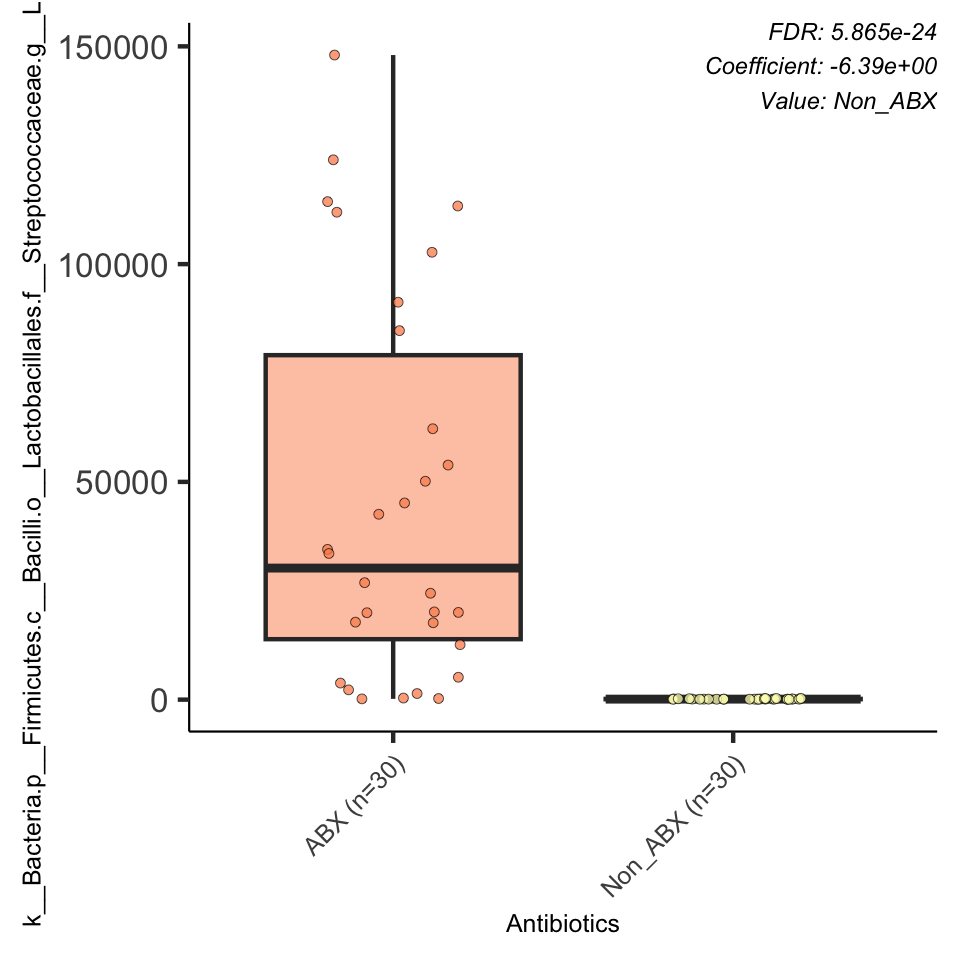 FDR: 5.865e-24
Coefficient: -6.39e+00
Value: Non_ABX
k__Bacteria.p__Firmicutes.c__Bacilli.o__Lactobacillales.f__Streptococcaceae.g__L
150000
100000
50000
0
ABX (n=30)
Non_ABX (n=30)
Antibiotics